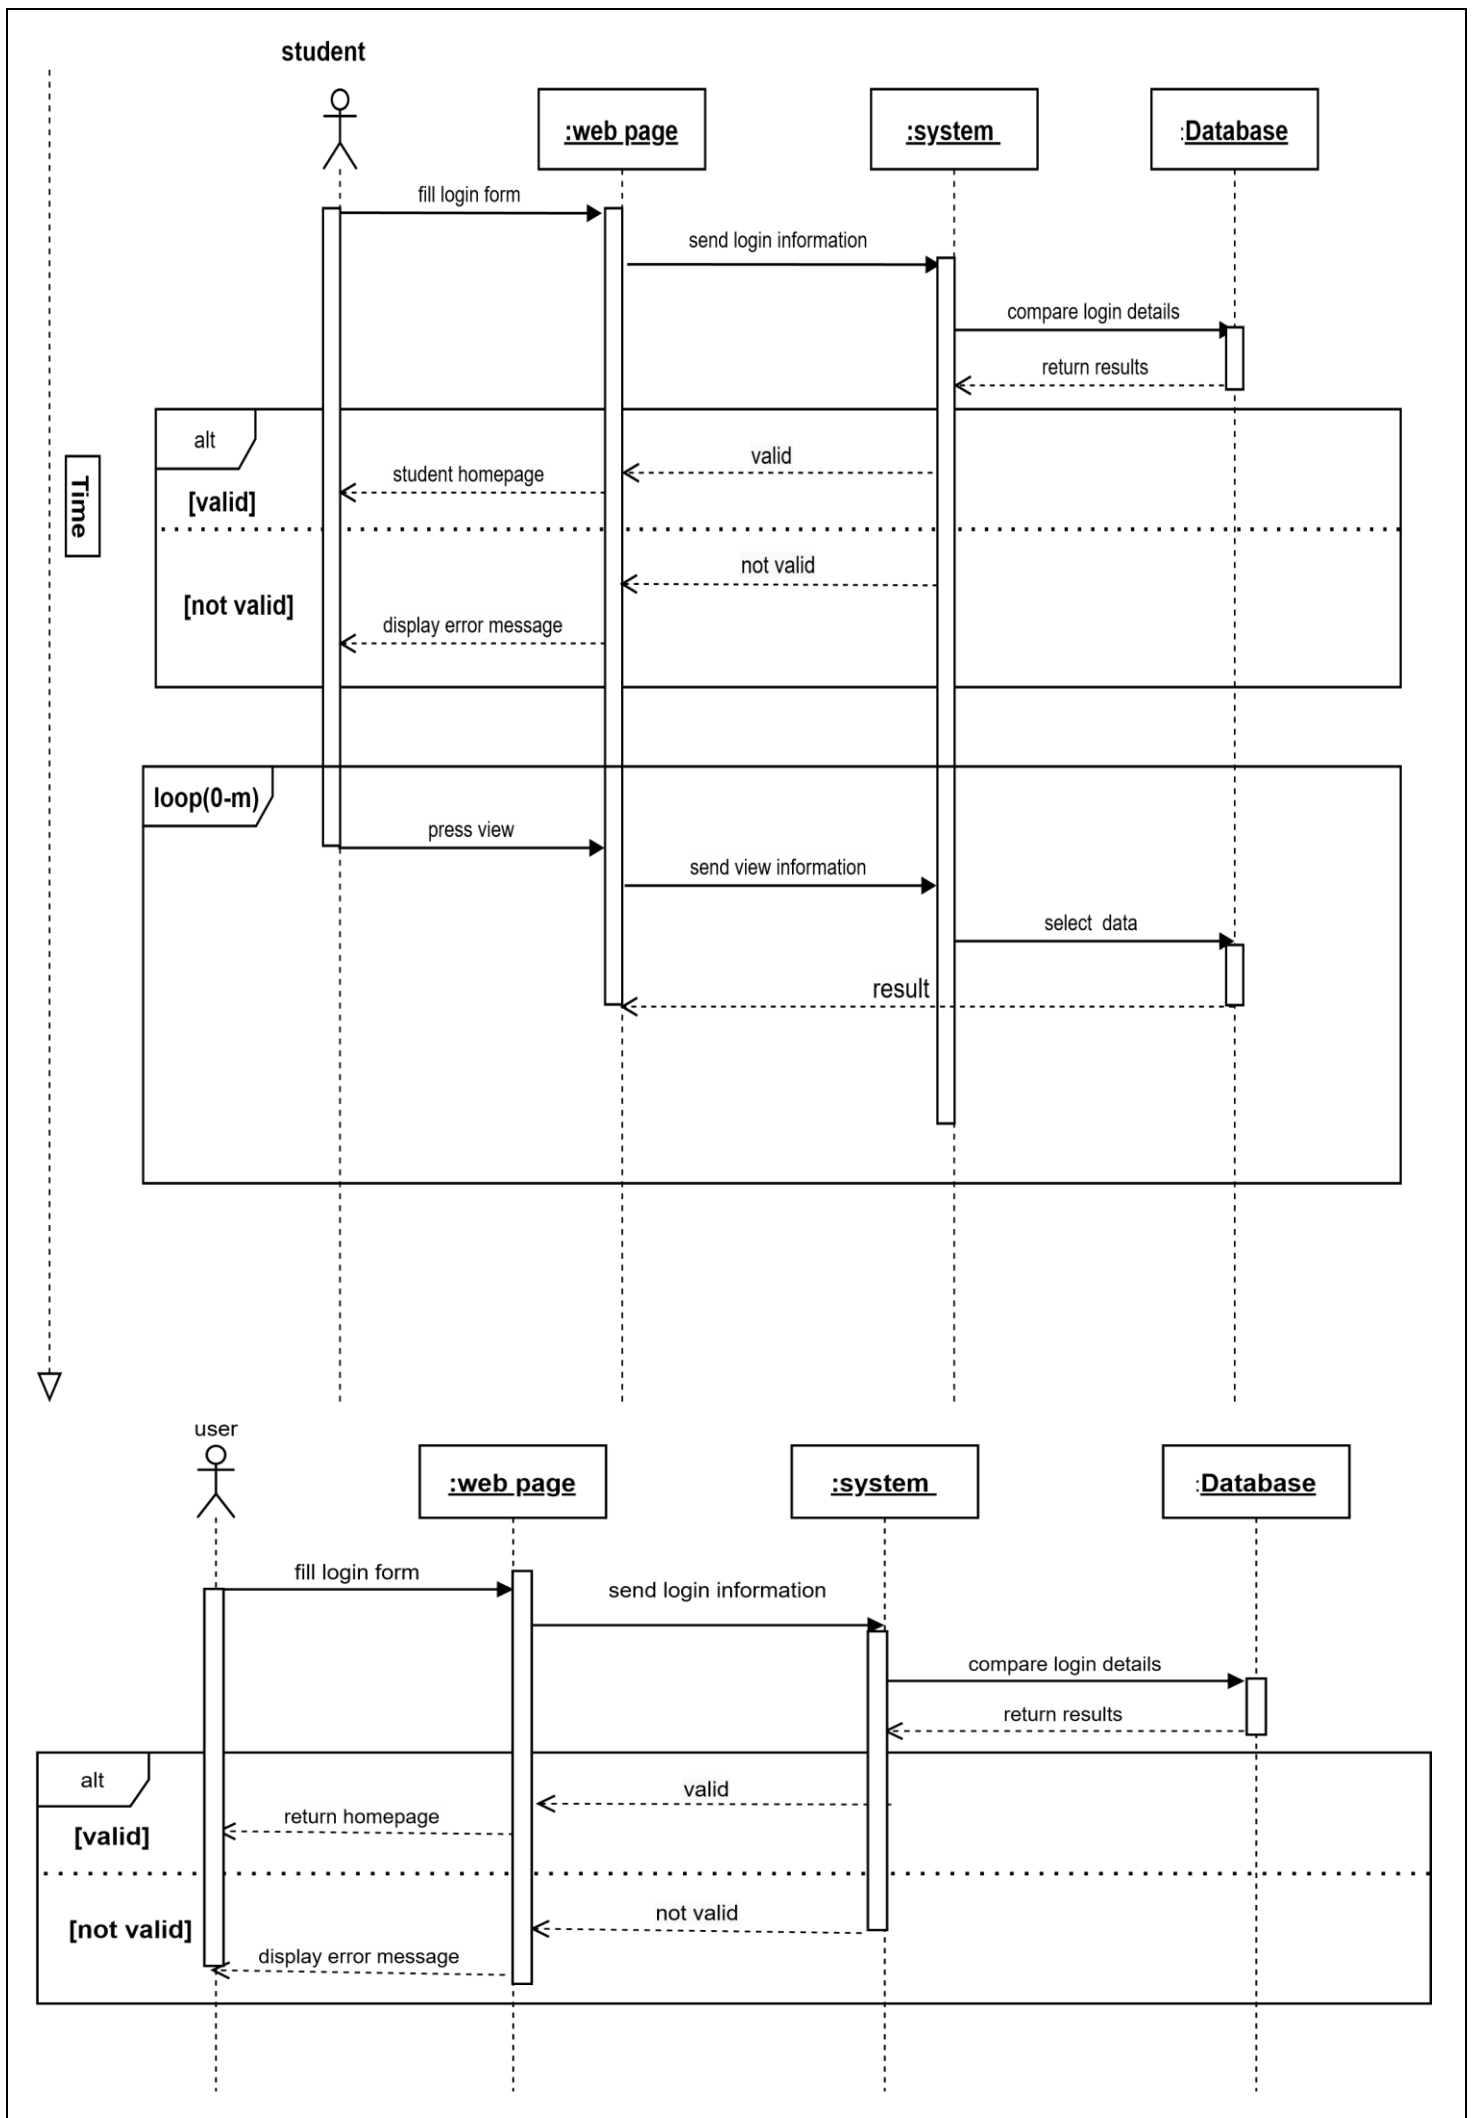 student
:web page
:system
:Database
fill login form
send login information
compare login details
return results
alt
valid
student homepage
[valid]
Time
not valid
[not valid]
display error message
loop(0-m)
press view
send view information
select  data
result
user
:web page
:system
:Database
fill login form
send login information
compare login details
return results
alt
valid
return homepage
[valid]
not valid
[not valid]
display error message